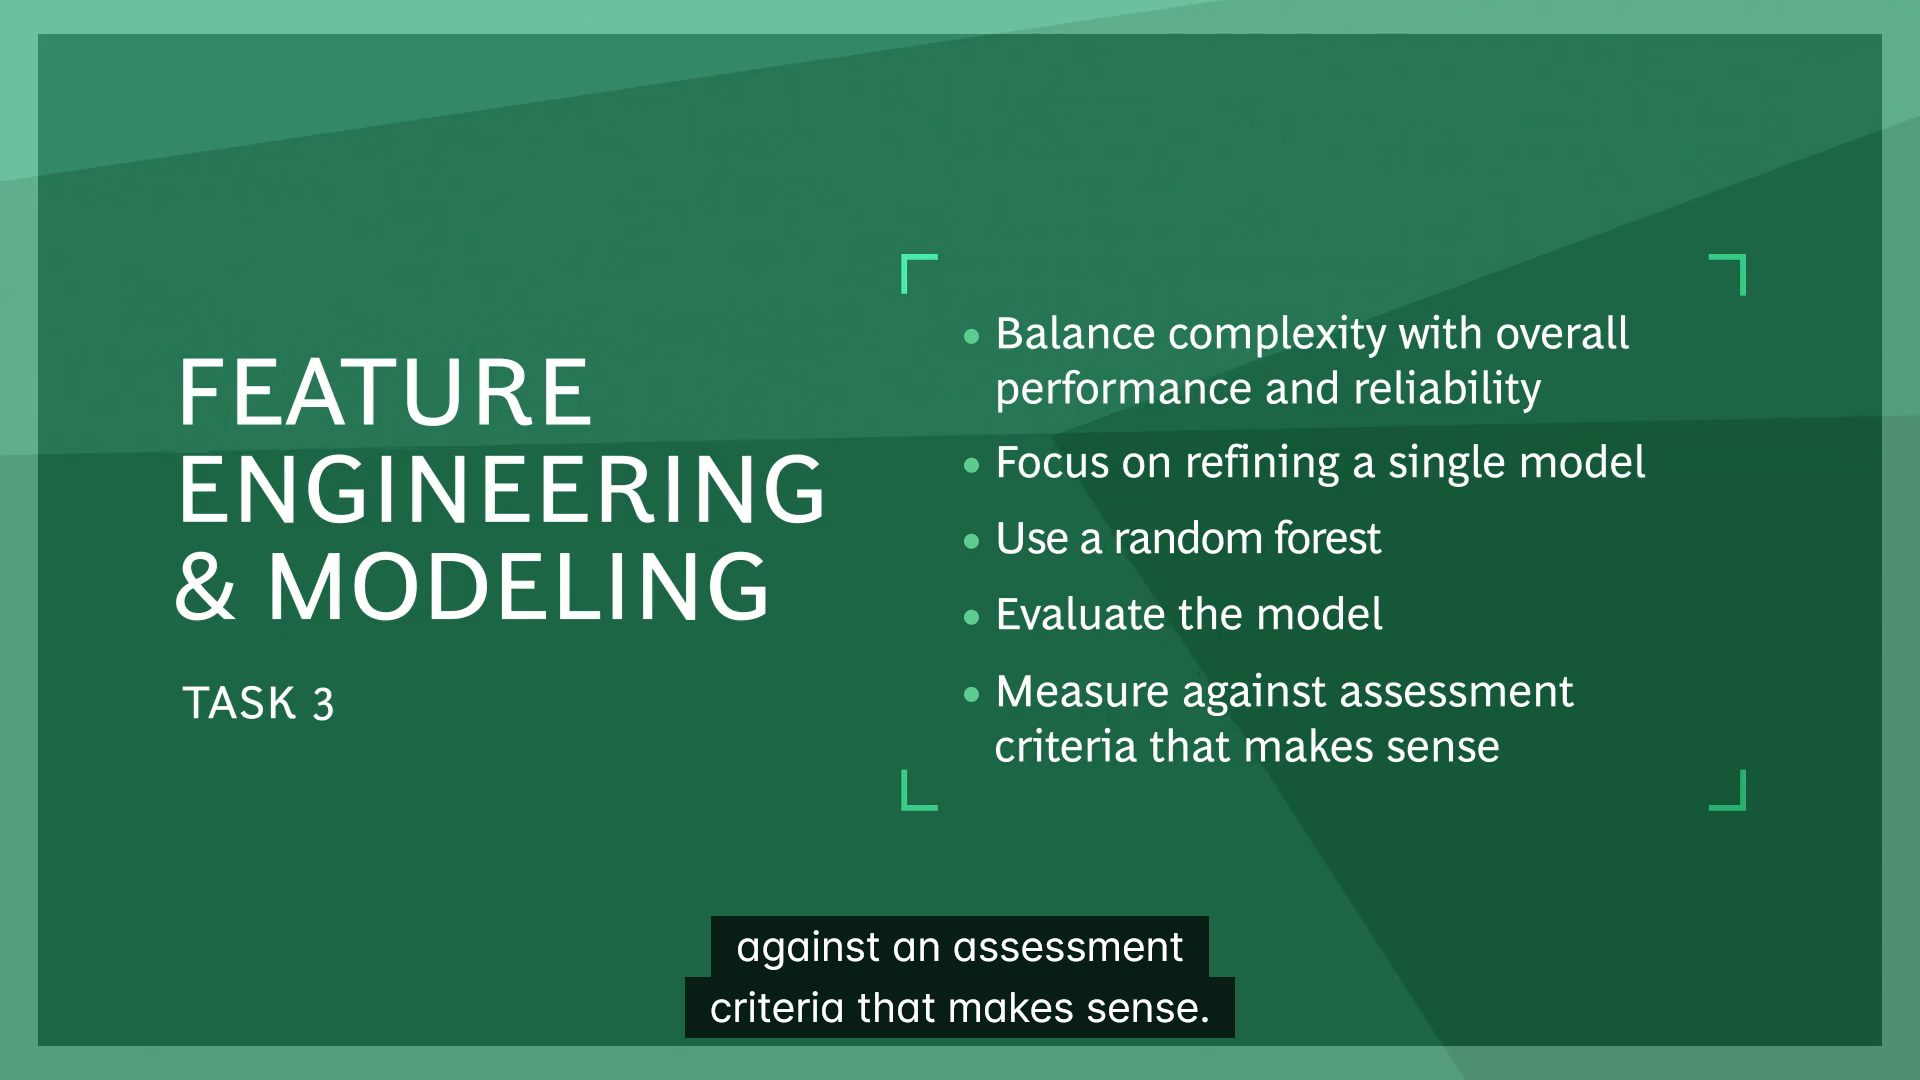 FEATURE
ENGINEERING
& MODELING
TASK 3
• Balance complexity with overall
performance and reliability
• Focus on refining a single model
• Use a random forest
• Evaluate the model
• Measure against assessment
criteria that makes sense
against an assessment
criteria that makes sense.